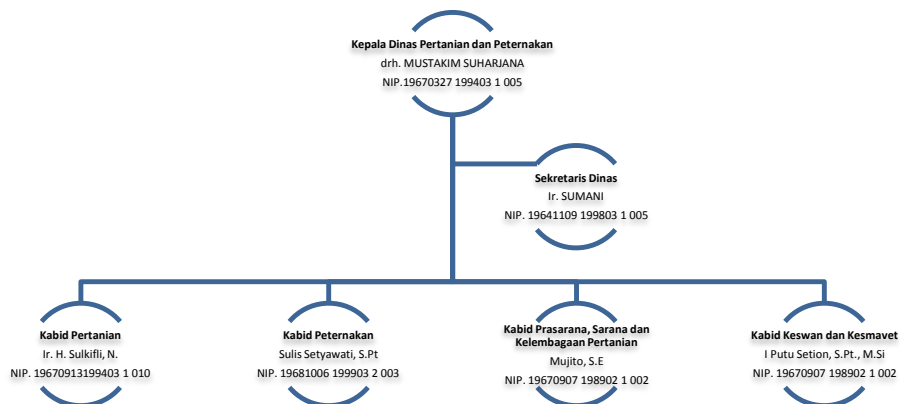 Kepala Dinas Pertanian dan Peternakan
drh. MUSTAKIM SUHARJANA
NIP.19670327 199403 1 005
Sekretaris Dinas
Ir. SUMANI
NIP. 19641109 199803 1 005
Kabid Pertanian
Ir. H. Sulkifli, N.
NIP. 19670913199403 1 010
Kabid Peternakan
Sulis Setyawati, S.Pt
NIP. 19681006 199903 2 003
Kabid Prasarana, Sarana dan
Kelembagaan Pertanian
Mujito, S.E
NIP. 19670907 198902 1 002
Kabid Keswan dan Kesmavet
I Putu Setion, S.Pt., M.Si
NIP. 19670907 198902 1 002